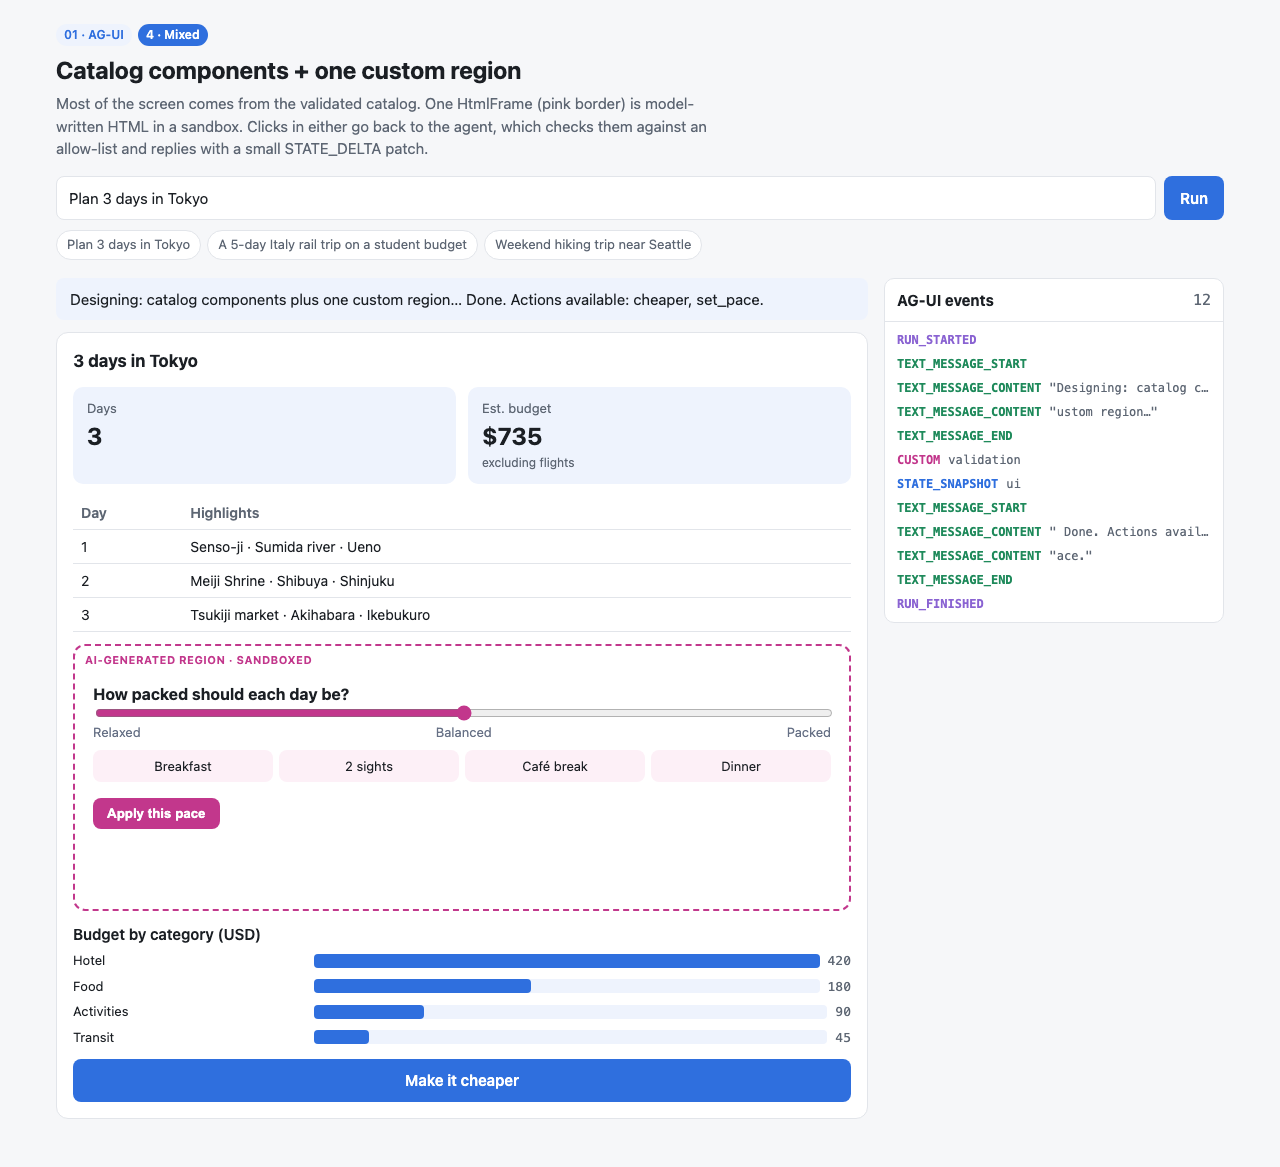 01 · AG-UI
4 · Mixed
Catalog components + one custom region
Most of the screen comes from the validated catalog. One HtmlFrame (pink border) is model-
written HTML in a sandbox. Clicks in either go back to the agent, which checks them against an
allow-list and replies with a small STATE_DELTA patch.
Plan 3 days in Tokyo
Run
Plan 3 days in Tokyo
A 5-day Italy rail trip on a student budget
Weekend hiking trip near Seattle
Designing: catalog components plus one custom region… Done. Actions available: cheaper, set_pace.
3 days in Tokyo
Days
3
Est. budget
$735
excluding flights
Day Highlights
1 Senso-ji · Sumida river · Ueno
2 Meiji Shrine · Shibuya · Shinjuku
3 Tsukiji market · Akihabara · Ikebukuro
AI-GENERATED REGION · SANDBOXED
How packed should each day be?
Relaxed Balanced Packed
Breakfast 2 sights Café break Dinner
Apply this pace
Budget by category (USD)
Hotel 420
Food 180
Activities 90
Transit 45
Make it cheaper
AG-UI events 12
RUN_STARTED
TEXT_MESSAGE_START
TEXT_MESSAGE_CONTENT "Designing: catalog c…
TEXT_MESSAGE_CONTENT "ustom region…"
TEXT_MESSAGE_END
CUSTOM validation
STATE_SNAPSHOT ui
TEXT_MESSAGE_START
TEXT_MESSAGE_CONTENT " Done. Actions avail…
TEXT_MESSAGE_CONTENT "ace."
TEXT_MESSAGE_END
RUN_FINISHED